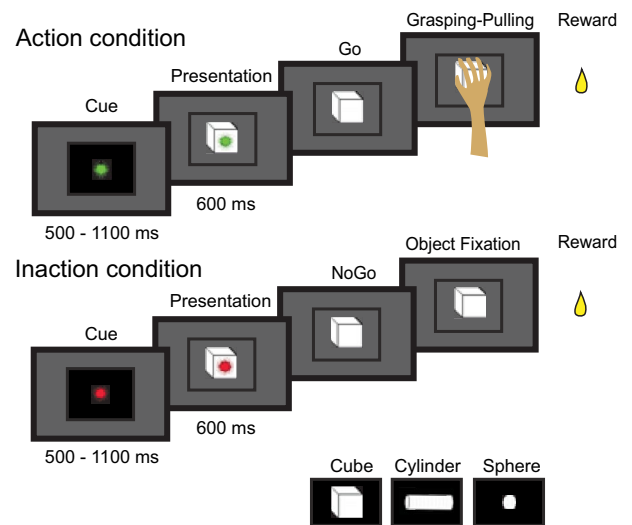 Action condition
Grasping-Pulling
Reward
Go
Presentation
Cue
600 ms
500 - 1100 ms
Inaction condition
Object Fixation
Reward
NoGo
Presentation
Cue
600 ms
500 - 1100 ms
Cube Cylinder Sphere